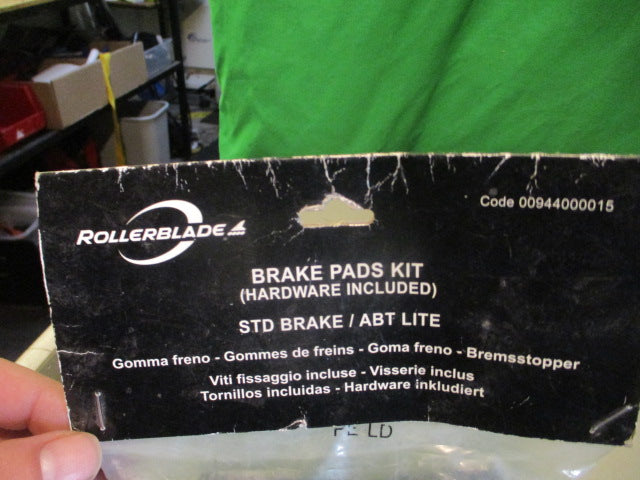 Code 00944000015
ROLLERBLADE
BRAKE PADS KIT
(HARDWARE INCLUDED)
STD BRAKE / ABT LITE
Gomma freno - Gommes de freins - Goma freno - Bremsstopper
Viti fissaggio incluse - Visserie inclus
Tornillos incluidas - Hardware inkludiert
LD